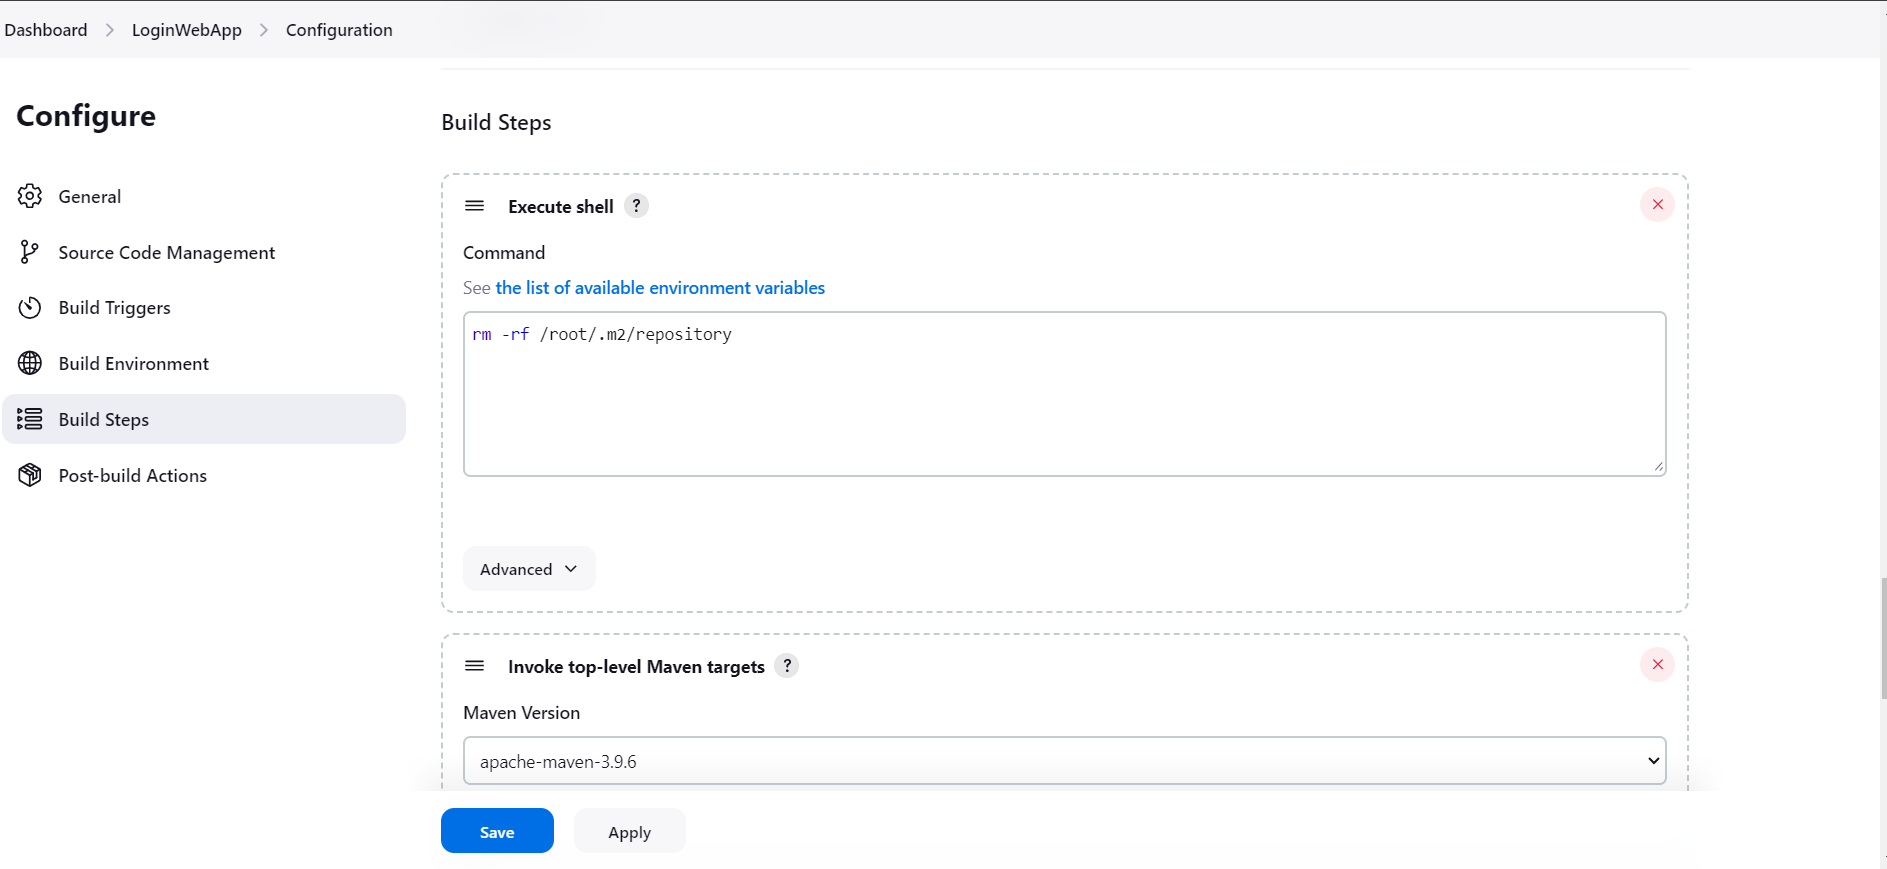 Dashboard > LoginWebApp > Configuration
Configure
General
Source Code Management
Build Triggers
Build Environment
Build Steps
Post-build Actions
Build Steps
Execute shell ?
Command
See the list of available environment variables
rm -rf /root/.m2/repository
Advanced
Invoke top-level Maven targets ?
Maven Version
apache-maven-3.9.6
Save Apply